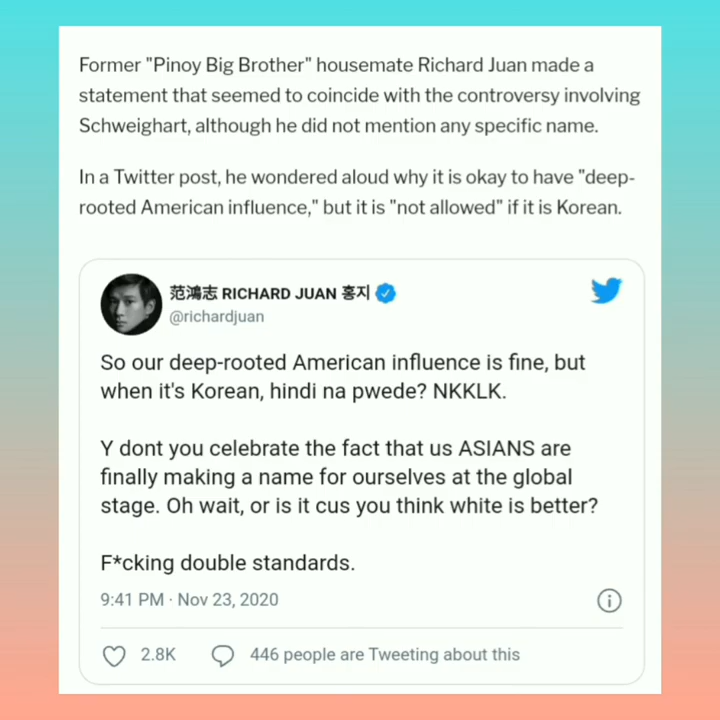 Former "Pinoy Big Brother" housemate Richard Juan made a
statement that seemed to coincide with the controversy involving
Schweighart, although he did not mention any specific name.
In a Twitter post, he wondered aloud why it is okay to have "deep-
rooted American influence," but it is "not allowed" if it is Korean.
范鴻志 RICHARD JUAN 홍지
@richardjuan
So our deep-rooted American influence is fine, but
when it's Korean, hindi na pwede? NKKLK.
Y dont you celebrate the fact that us ASIANS are
finally making a name for ourselves at the global
stage. Oh wait, or is it cus you think white is better?
F*cking double standards.
9:41 PM · Nov 23, 2020
2.8K 446 people are Tweeting about this